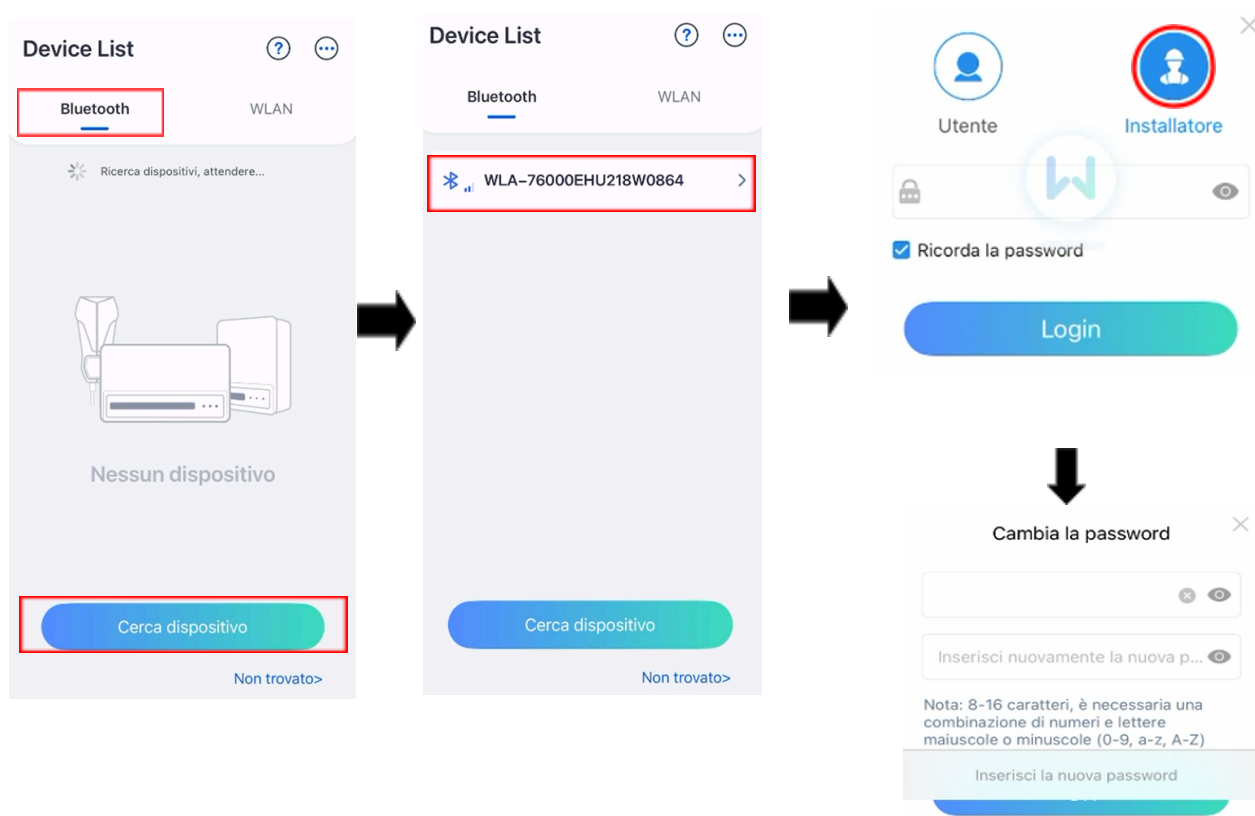 Device List
?
Bluetooth
WLAN
Ricerca dispositivi, attendere...
Nessun dispositivo
Cerca dispositivo
Non trovato>
Device List
?
Bluetooth
WLAN
WLA-76000EHU218W0864
Cerca dispositivo
Non trovato>
Utente
Installatore
Ricorda la password
Login
Cambia la password
Inserisci nuovamente la nuova p...
Nota: 8-16 caratteri, è necessaria una
combinazione di numeri e lettere
maiuscole o minuscole (0-9, a-z, A-Z)
Inserisci la nuova password